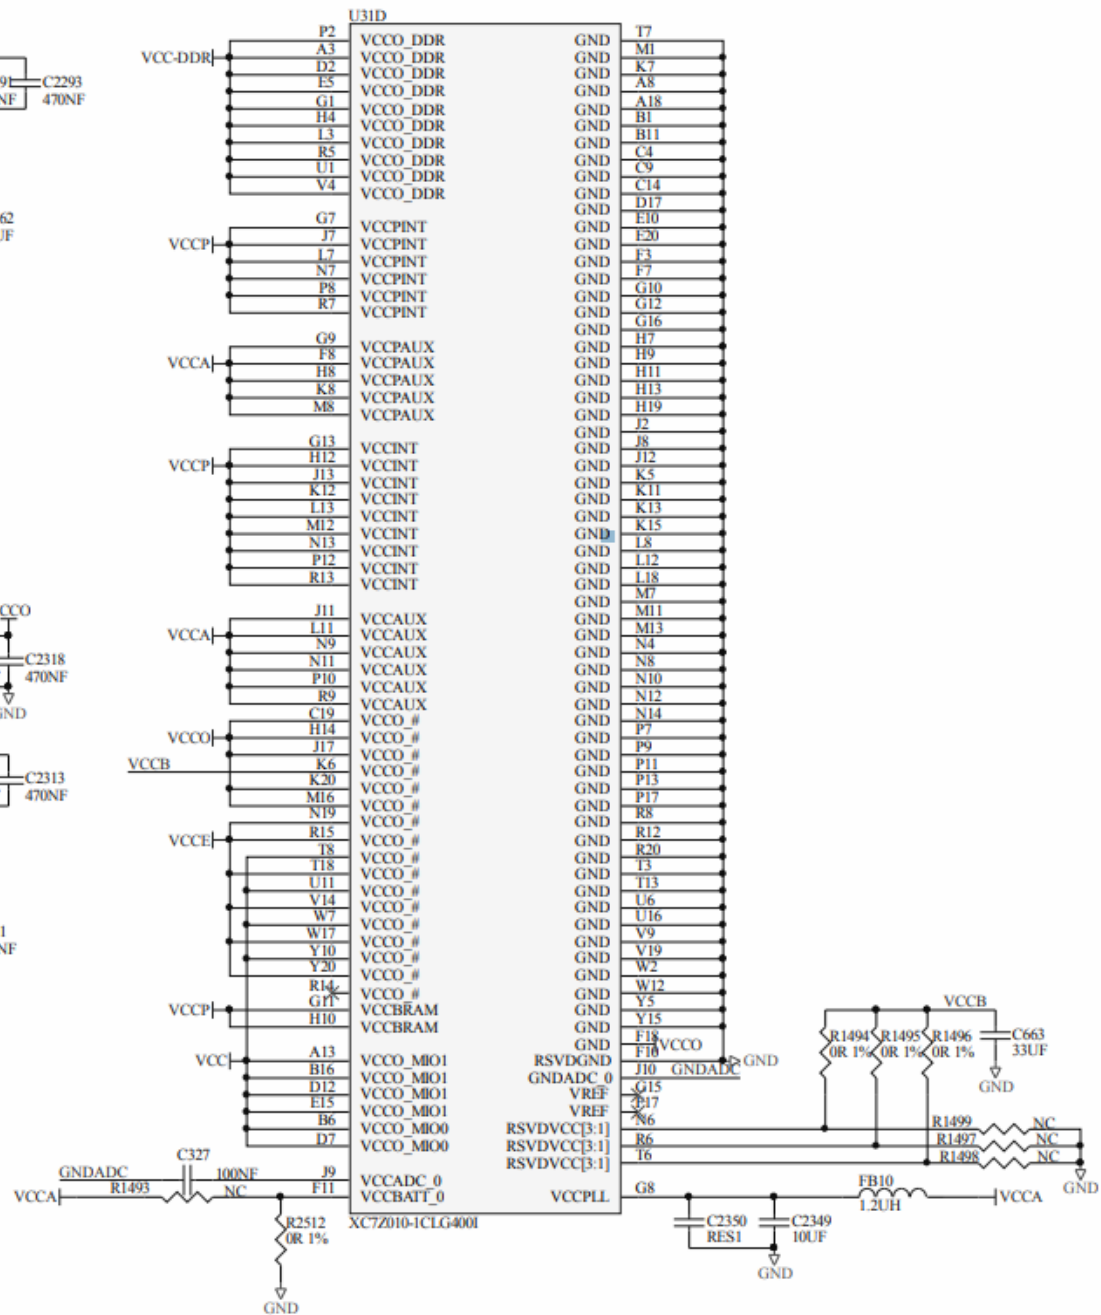 U31D
VCC-DDR
P2 VCCO_DDR GND T7
A3 VCCO_DDR GND M1
D2 VCCO_DDR GND K7
E5 VCCO_DDR GND A8
G1 VCCO_DDR GND A18
H4 VCCO_DDR GND B1
L3 VCCO_DDR GND B11
R5 VCCO_DDR GND C4
U1 VCCO_DDR GND C9
V4 VCCO_DDR GND C14
GND D17
VCCP
G7 VCCPINT GND E10
J7 VCCPINT GND E20
L7 VCCPINT GND F3
N7 VCCPINT GND F7
P8 VCCPINT GND G10
R7 VCCPINT GND G12
GND G16
VCCA
G9 VCCPAUX GND H7
F8 VCCPAUX GND H9
H8 VCCPAUX GND H11
K8 VCCPAUX GND H13
M8 VCCPAUX GND H19
GND J2
VCCP
G13 VCCINT GND J8
H12 VCCINT GND J12
J13 VCCINT GND K5
K12 VCCINT GND K11
L13 VCCINT GND K13
M12 VCCINT GND K15
N13 VCCINT GND L8
P12 VCCINT GND L12
R13 VCCINT GND L18
GND M7
VCCA
J11 VCCAUX GND M11
L11 VCCAUX GND M13
N9 VCCAUX GND N4
N11 VCCAUX GND N8
P10 VCCAUX GND N10
R9 VCCAUX GND N12
VCCO
C19 VCCO_# GND N14
H14 VCCO_# GND P7
J17 VCCO_# GND P9
VCCB K6 VCCO_# GND P11
K20 VCCO_# GND P13
M16 VCCO_# GND P17
VCCE
N19 VCCO_# GND R8
R15 VCCO_# GND R12
T8 VCCO_# GND R20
T18 VCCO_# GND T3
U11 VCCO_# GND T13
V14 VCCO_# GND U6
W7 VCCO_# GND U16
W17 VCCO_# GND V9
Y10 VCCO_# GND V19
Y20 VCCO_# GND W2
R14 VCCO_# GND W12
VCCP
G11 VCCBRAM GND Y5
H10 VCCBRAM GND Y15
GND F18 VCCO
VCC
A13 VCCO_MIO1 RSVDGND F10 GND
B16 VCCO_MIO1 GNDADC_0 J10 GNDADC
D12 VCCO_MIO1 VREF G15
E15 VCCO_MIO1 VREF
B6 VCCO_MIO0 RSVDVCC[3:1] N6
D7 VCCO_MIO0 RSVDVCC[3:1] R6
RSVDVCC[3:1] T6
GNDADC C327 100NF J9 VCCADC_0
VCCA R1493 NC F11 VCCBATT_0 VCCPLL G8
XC7Z010-1CLG400I
R2512
0R 1%
GND
C2293
470NF
C2318
470NF
GND
C2313
470NF
VCCB
R1494 R1495 R1496
0R 1% 0R 1% 0R 1%
C663
33UF
GND
R1499 NC
R1497 NC
R1498 NC
GND
FB10
1.2UH
VCCA
C2350
RES1
C2349
10UF
GND